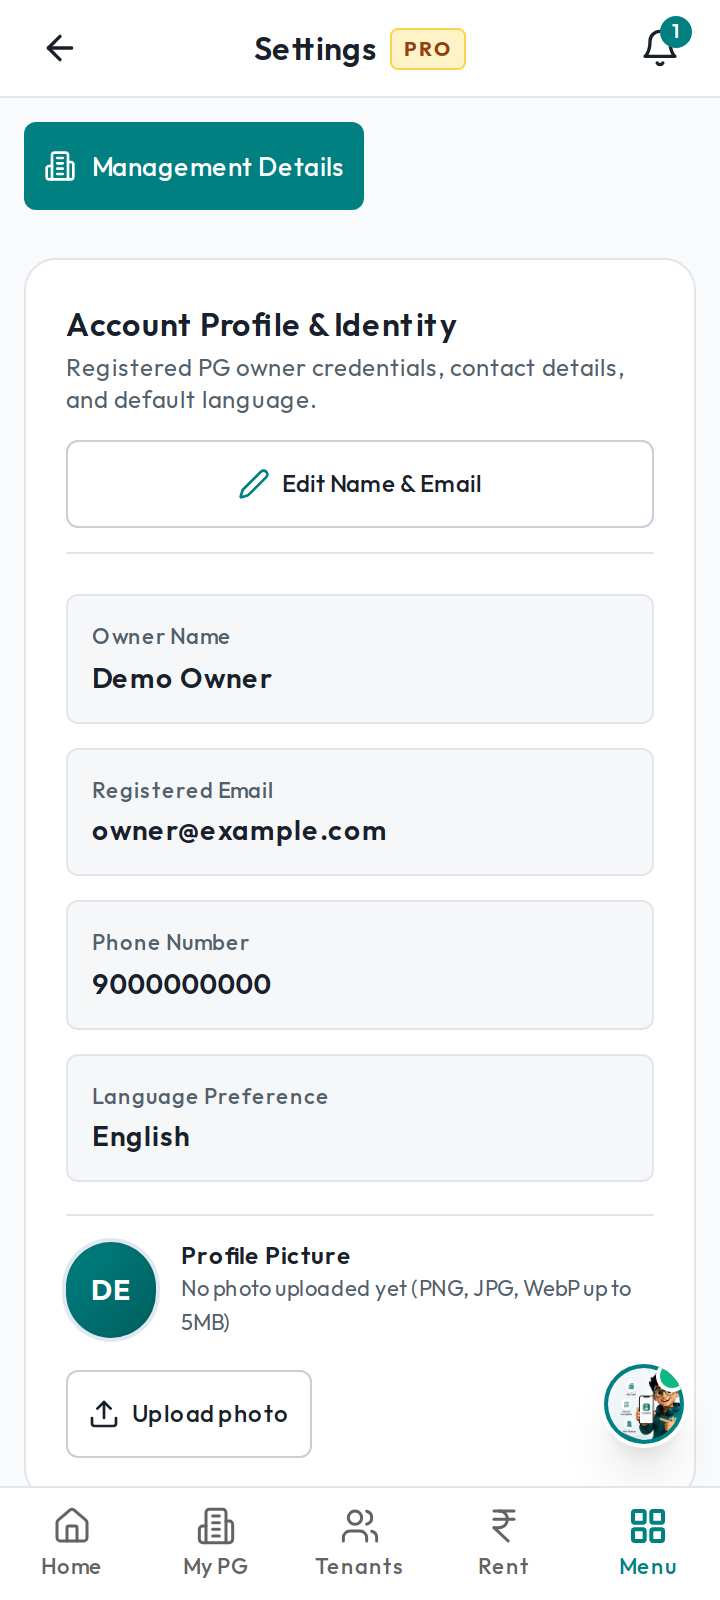 Settings PRO
1
Management Details
Account Profile & Identity
Registered PG owner credentials, contact details,
and default language.
Edit Name & Email
Owner Name
Demo Owner
Registered Email
owner@example.com
Phone Number
9000000000
Language Preference
English
DE
Profile Picture
No photo uploaded yet (PNG, JPG, WebP up to
5MB)
Upload photo
Home
My PG
Tenants
Rent
Menu